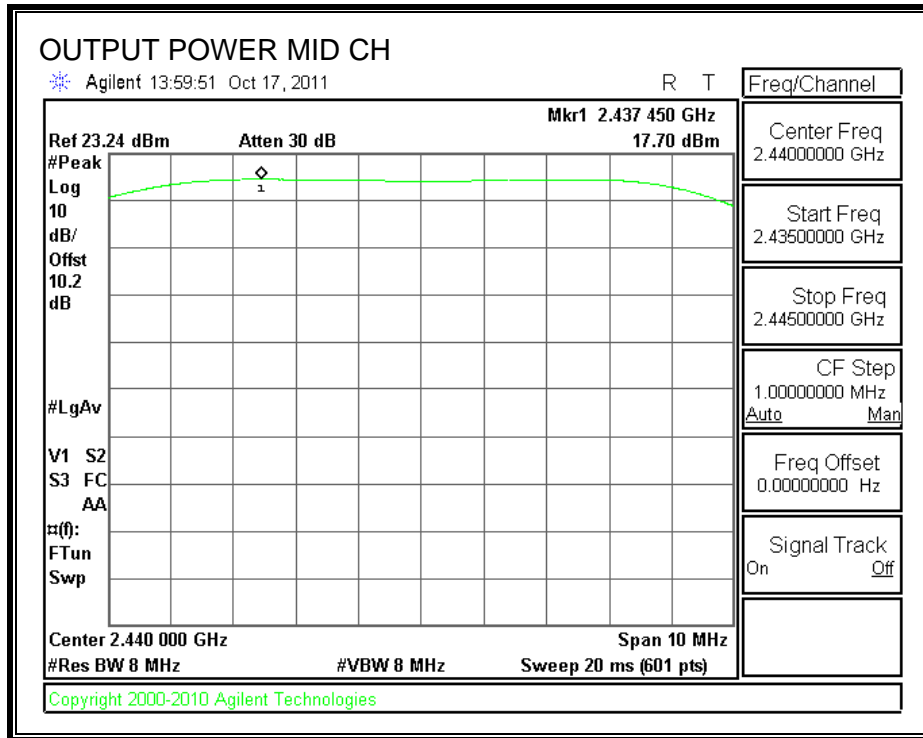 OUTPUT POWER MID CH
Agilent 13:59:51 Oct 17, 2011
R T
Mkr1 2.437 450 GHz
Ref 23.24 dBm Atten 30 dB 17.70 dBm
#Peak
Log
10
dB/
Offst
10.2
dB
1
#LgAv
V1 S2
S3 FC
AA
¤(f):
FTun
Swp
Center 2.440 000 GHz Span 10 MHz
#Res BW 8 MHz #VBW 8 MHz Sweep 20 ms (601 pts)
Freq/Channel
Center Freq
2.44000000 GHz
Start Freq
2.43500000 GHz
Stop Freq
2.44500000 GHz
CF Step
1.00000000 MHz
Auto Man
Freq Offset
0.00000000 Hz
Signal Track
On Off
Copyright 2000-2010 Agilent Technologies